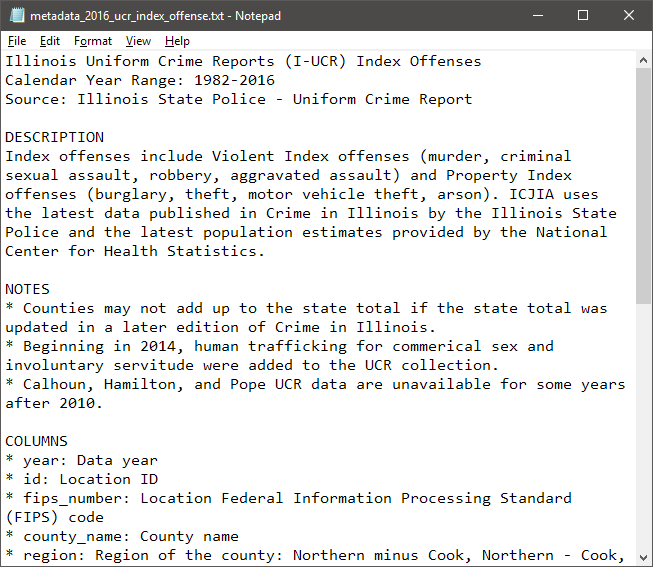 metadata_2016_ucr_index_offense.txt - Notepad
File Edit Format View Help
Illinois Uniform Crime Reports (I-UCR) Index Offenses
Calendar Year Range: 1982-2016
Source: Illinois State Police - Uniform Crime Report
DESCRIPTION
Index offenses include Violent Index offenses (murder, criminal
sexual assault, robbery, aggravated assault) and Property Index
offenses (burglary, theft, motor vehicle theft, arson). ICJIA uses
the latest data published in Crime in Illinois by the Illinois State
Police and the latest population estimates provided by the National
Center for Health Statistics.
NOTES
* Counties may not add up to the state total if the state total was
updated in a later edition of Crime in Illinois.
* Beginning in 2014, human trafficking for commerical sex and
involuntary servitude were added to the UCR collection.
* Calhoun, Hamilton, and Pope UCR data are unavailable for some years
after 2010.
COLUMNS
* year: Data year
* id: Location ID
* fips_number: Location Federal Information Processing Standard
(FIPS) code
* county_name: County name
* region: Region of the county: Northern minus Cook, Northern - Cook,